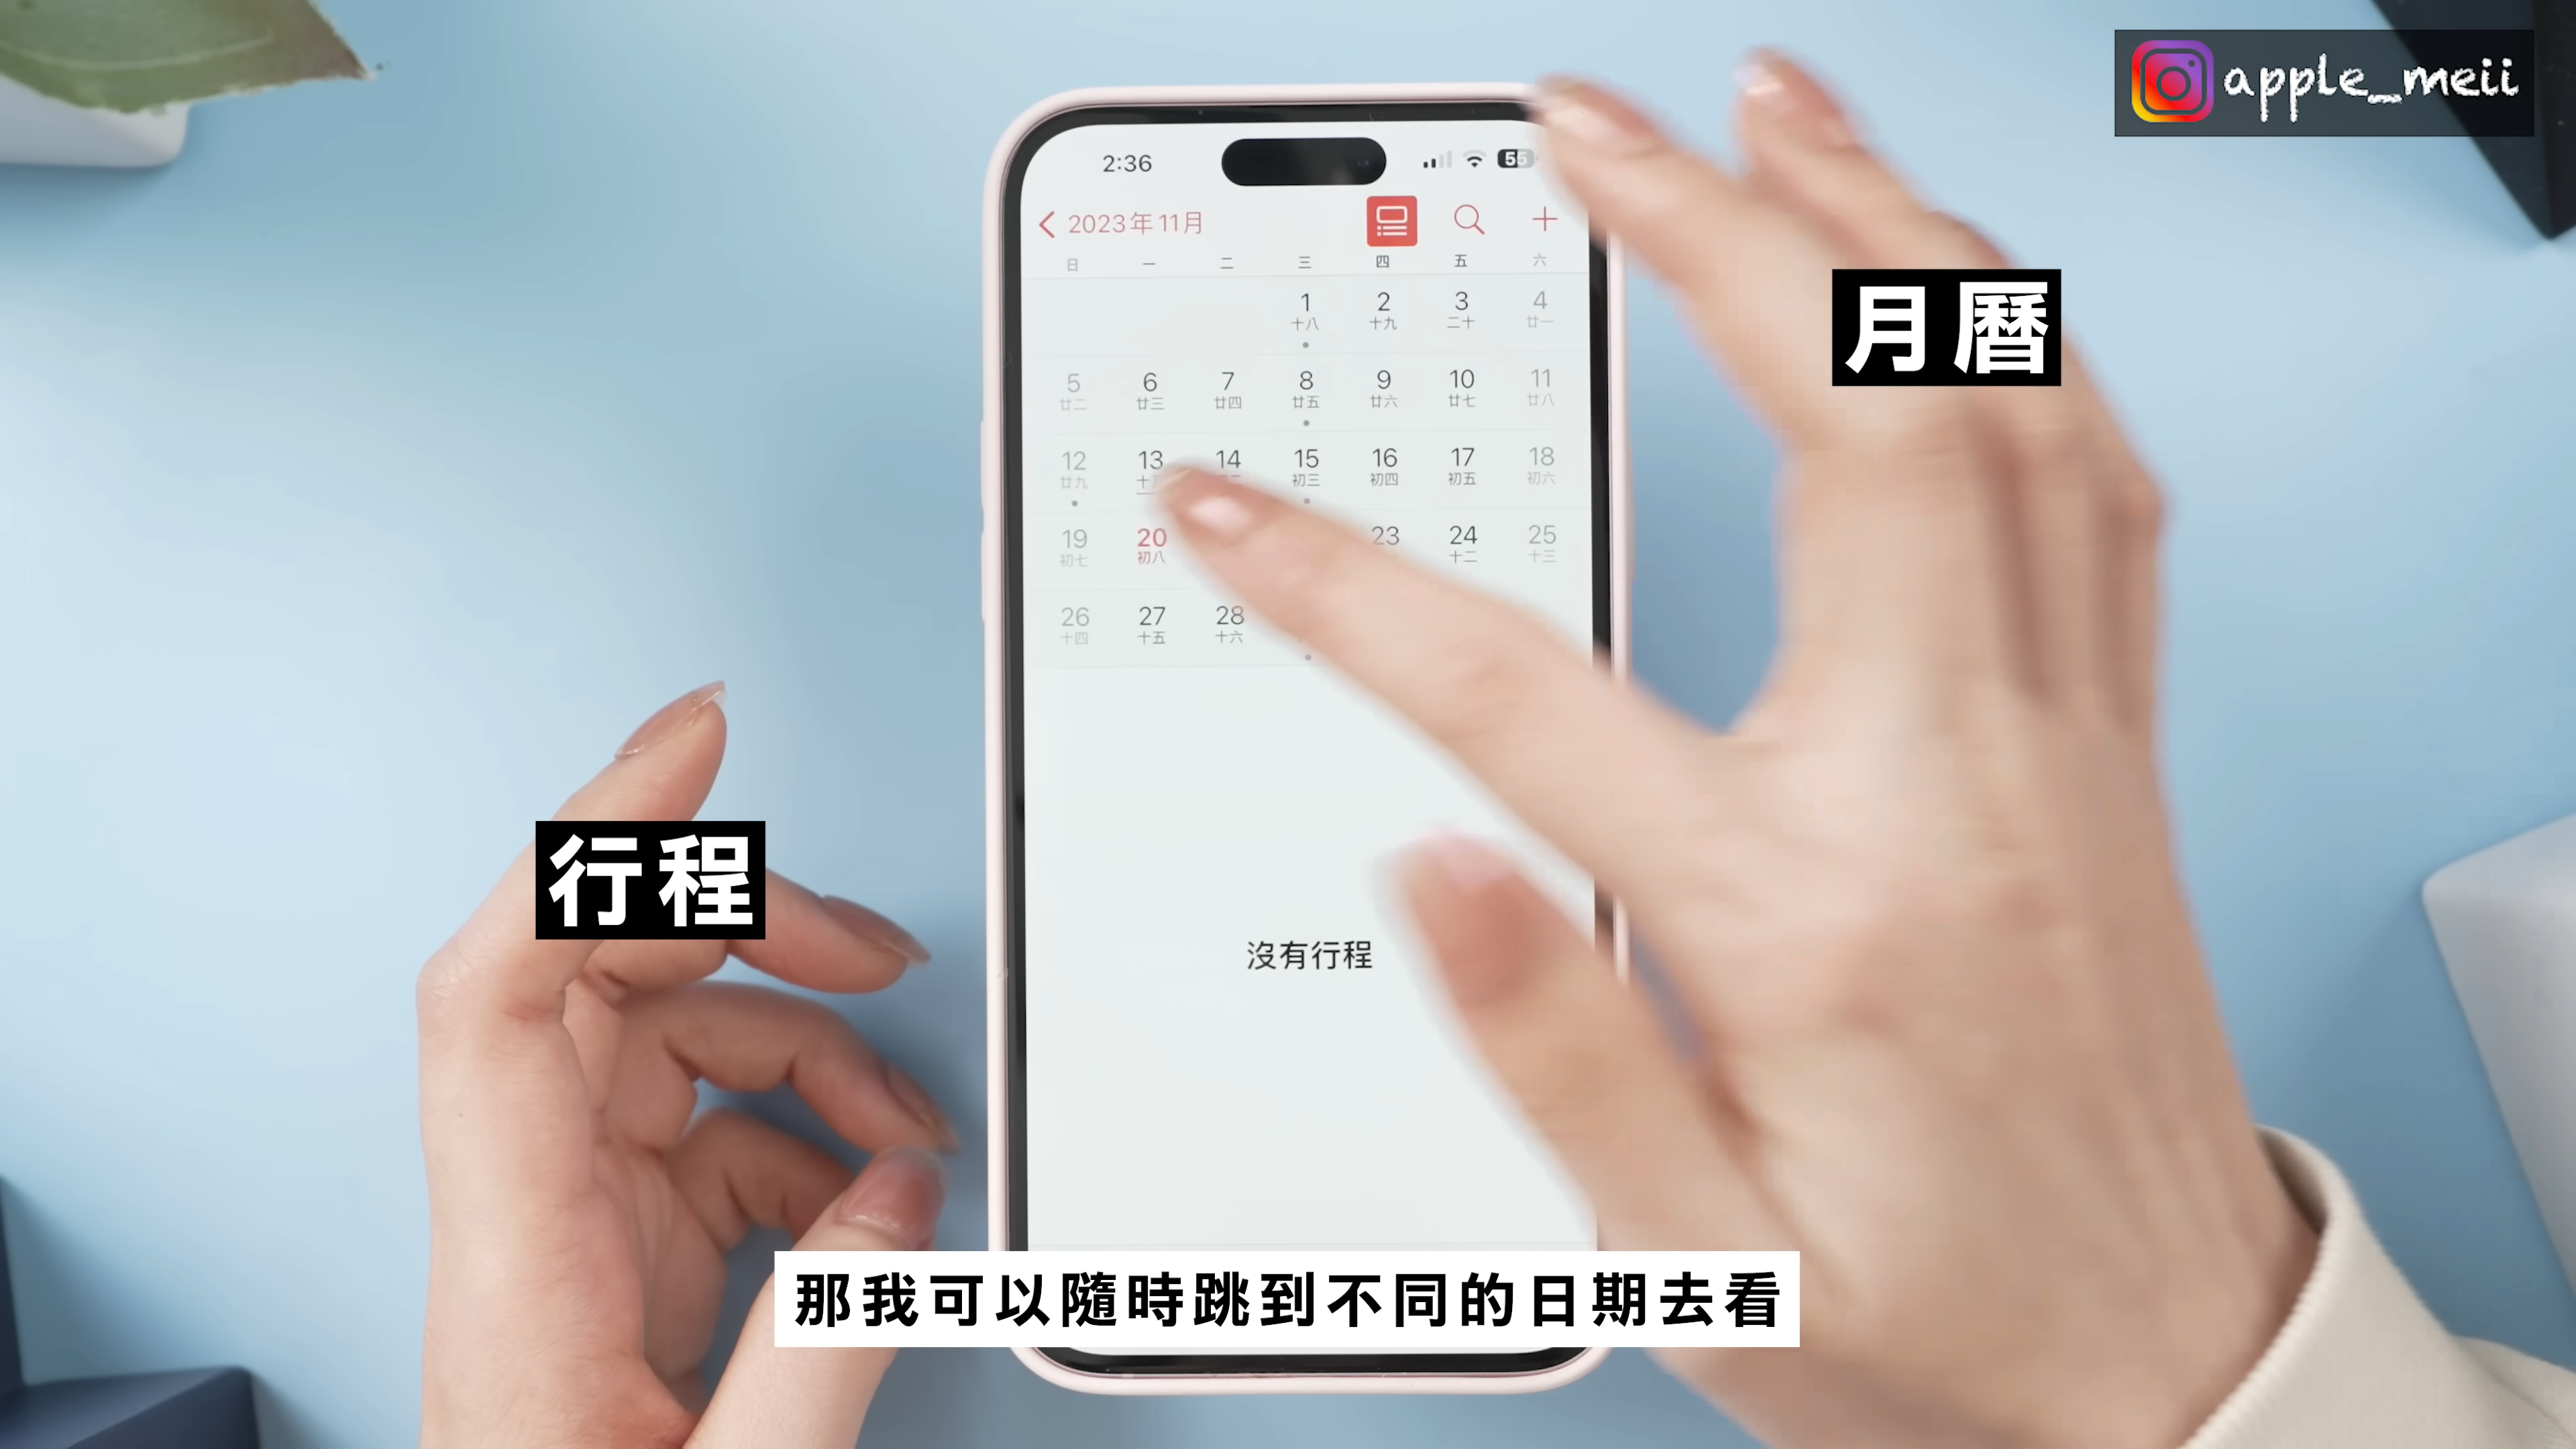 apple_meii
2:36
55
2023年11月
日 一 二 三 四 五 六
1 2 3 4
十八 十九 二十 廿一
5 6 7 8 9 10 11
廿二 廿三 廿四 廿五 廿六 廿七 廿八
12 13 14 15 16 17 18
廿九 初三 初四 初五 初六
19 20 23 24 25
初七 初八 十二 十三
26 27 28
十四 十五 十六
月曆
行程
沒有行程
那我可以隨時跳到不同的日期去看